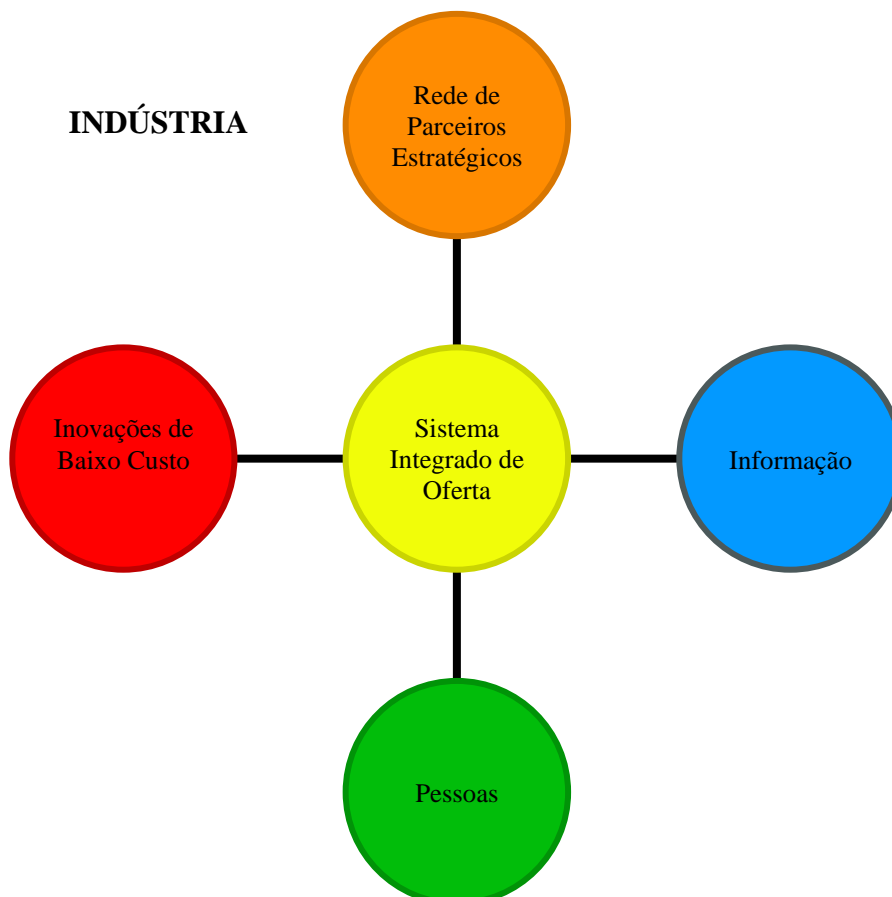 INDÚSTRIA
Rede de
Parceiros
Estratégicos
Inovações de
Baixo Custo
Sistema
Integrado de
Oferta
Informação
Pessoas